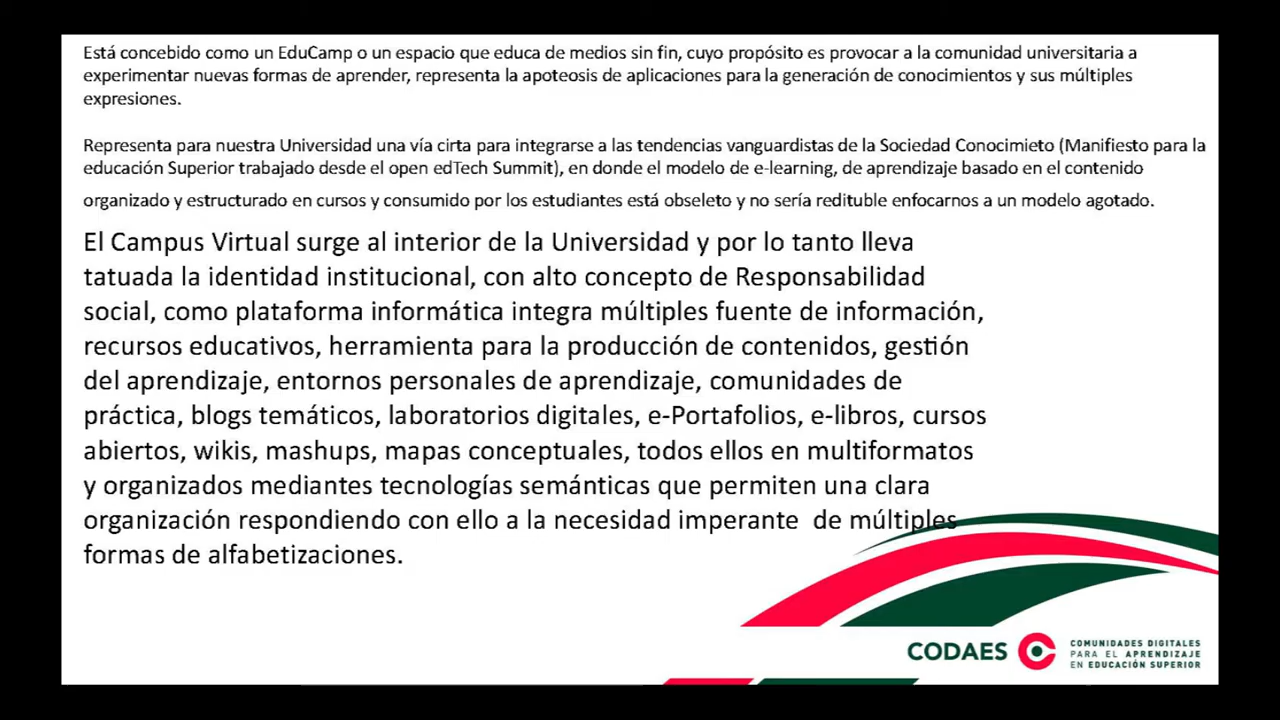 Está concebido como un EduCamp o un espacio que educa de medios sin fin, cuyo propósito es provocar a la comunidad universitaria a
experimentar nuevas formas de aprender, representa la apoteosis de aplicaciones para la generación de conocimientos y sus múltiples
expresiones.
Representa para nuestra Universidad una vía cirta para integrarse a las tendencias vanguardistas de la Sociedad Conocimieto (Manifiesto para la
educación Superior trabajado desde el open edTech Summit), en donde el modelo de e-learning, de aprendizaje basado en el contenido
organizado y estructurado en cursos y consumido por los estudiantes está obseleto y no sería redituble enfocarnos a un modelo agotado.
El Campus Virtual surge al interior de la Universidad y por lo tanto lleva
tatuada la identidad institucional, con alto concepto de Responsabilidad
social, como plataforma informática integra múltiples fuente de información,
recursos educativos, herramienta para la producción de contenidos, gestión
del aprendizaje, entornos personales de aprendizaje, comunidades de
práctica, blogs temáticos, laboratorios digitales, e-Portafolios, e-libros, cursos
abiertos, wikis, mashups, mapas conceptuales, todos ellos en multiformatos
y organizados mediantes tecnologías semánticas que permiten una clara
organización respondiendo con ello a la necesidad imperante  de múltiples
formas de alfabetizaciones.
CODAES
COMUNIDADES DIGITALES
PARA EL APRENDIZAJE
EN EDUCACIÓN SUPERIOR